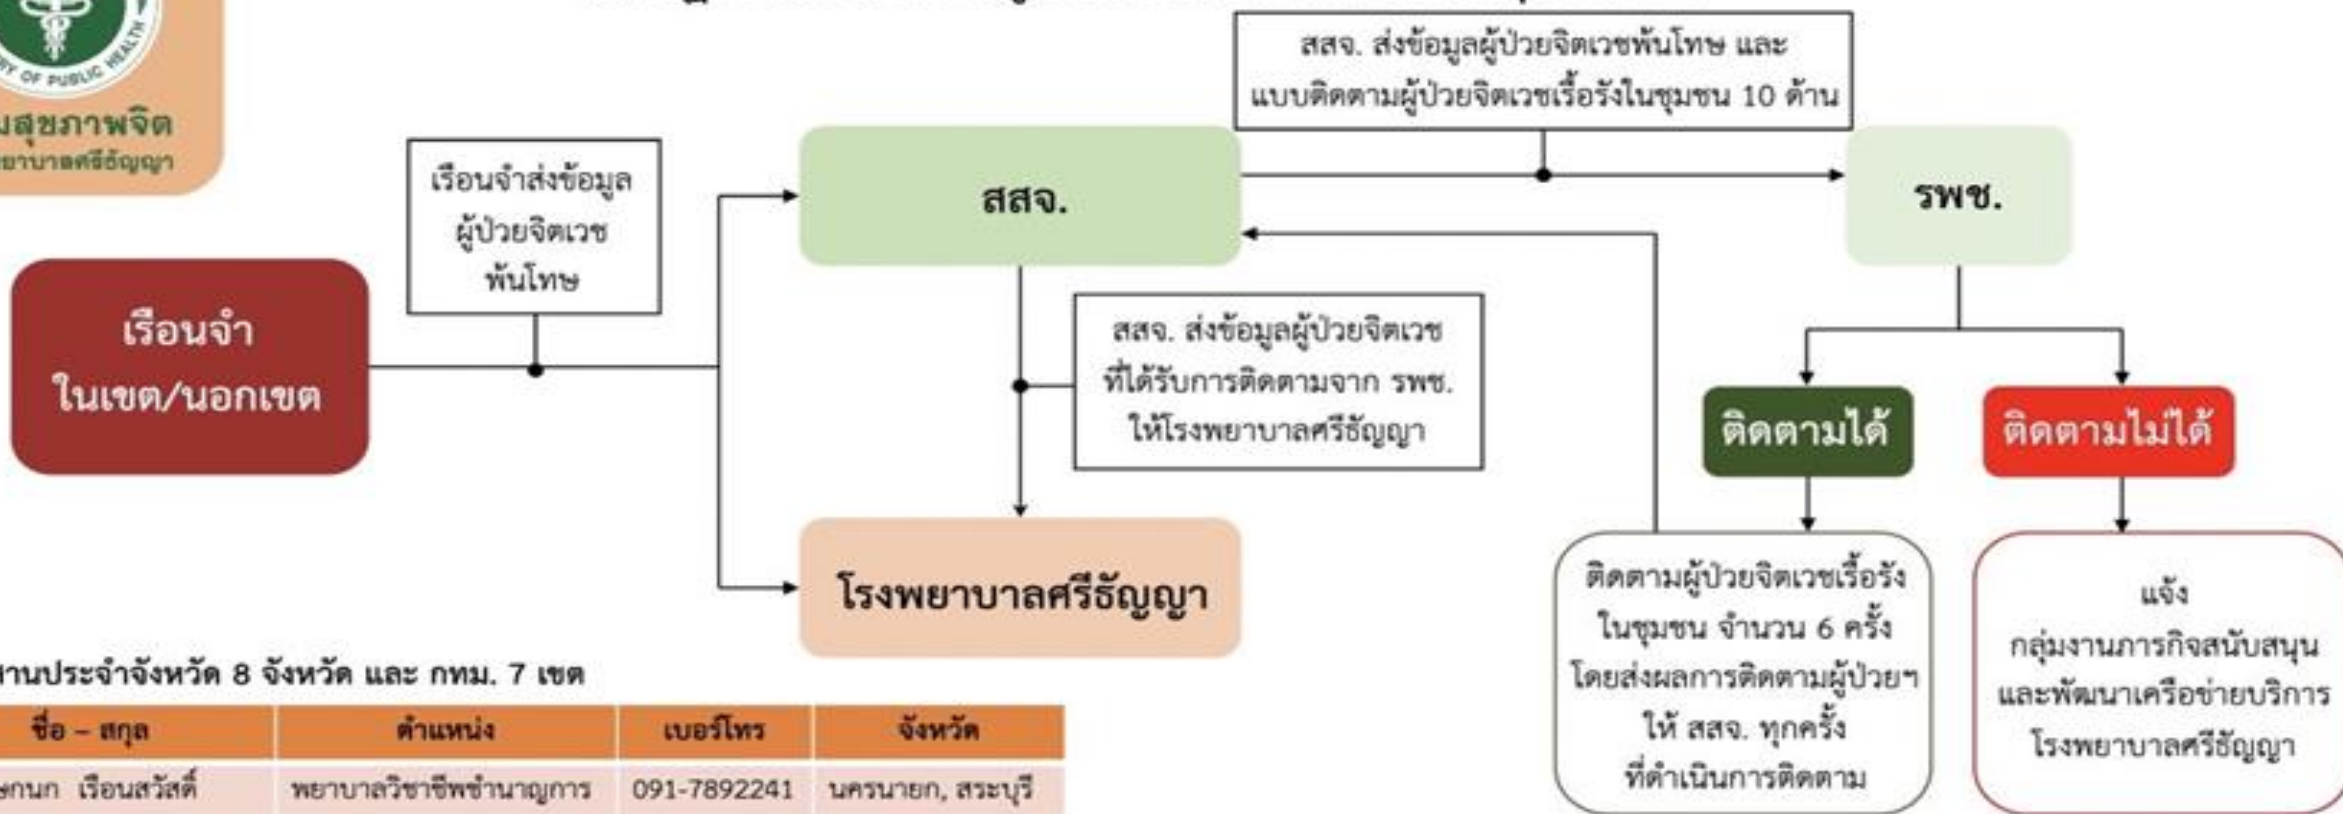 OF PUBLIC HEALTH
สสจ. ส่งข้อมูลผู้ป่วยจิตเวชพ้นโทษ และ
แบบติดตามผู้ป่วยจิตเวชเรื้อรังในชุมชน 10 ด้าน
เรือนจำส่งข้อมูล
ผู้ป่วยจิตเวช
พ้นโทษ
สสจ.
รพช.
เรือนจำ
ในเขต/นอกเขต
สสจ. ส่งข้อมูลผู้ป่วยจิตเวช
ที่ได้รับการติดตามจาก รพช.
ให้โรงพยาบาลศรีธัญญา
ติดตามได้
ติดตามไม่ได้
โรงพยาบาลศรีธัญญา
ติดตามผู้ป่วยจิตเวชเรื้อรัง
ในชุมชน จำนวน 6 ครั้ง
โดยส่งผลการติดตามผู้ป่วยฯ
ให้ สสจ. ทุกครั้ง
ที่ดำเนินการติดตาม
แจ้ง
กลุ่มงานภารกิจสนับสนุน
และพัฒนาเครือข่ายบริการ
โรงพยาบาลศรีธัญญา
ประจำจังหวัด 8 จังหวัด และ กทม. 7 เขต
ชื่อ – สกุล ตำแหน่ง เบอร์โทร จังหวัด
เรือนสวัสดิ์ พยาบาลวิชาชีพชำนาญการ 091-7892241 นครนายก, สระบุรี